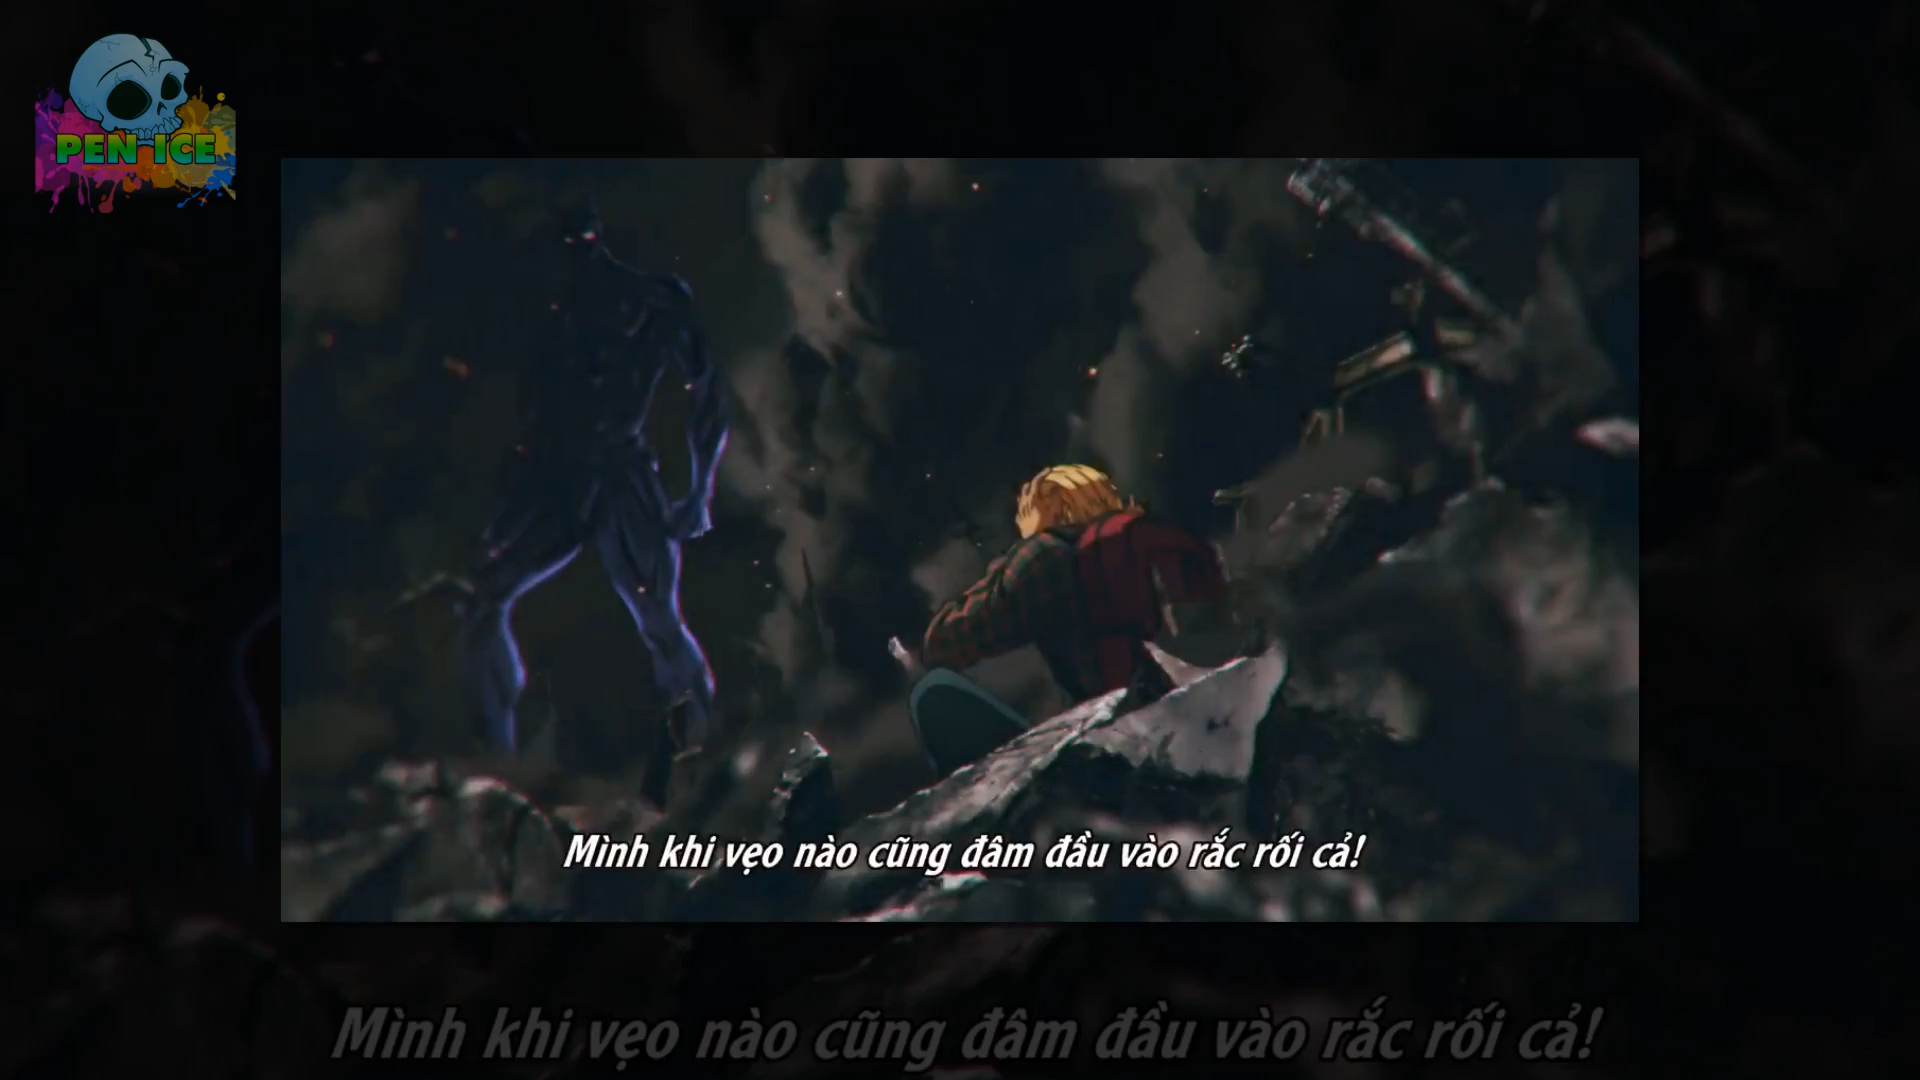 PEN ICE
Mình khi vẹo nào cũng đâm đầu vào rắc rối cả!
Mình khi vẹo nào cũng đâm đầu vào rắc rối cả!